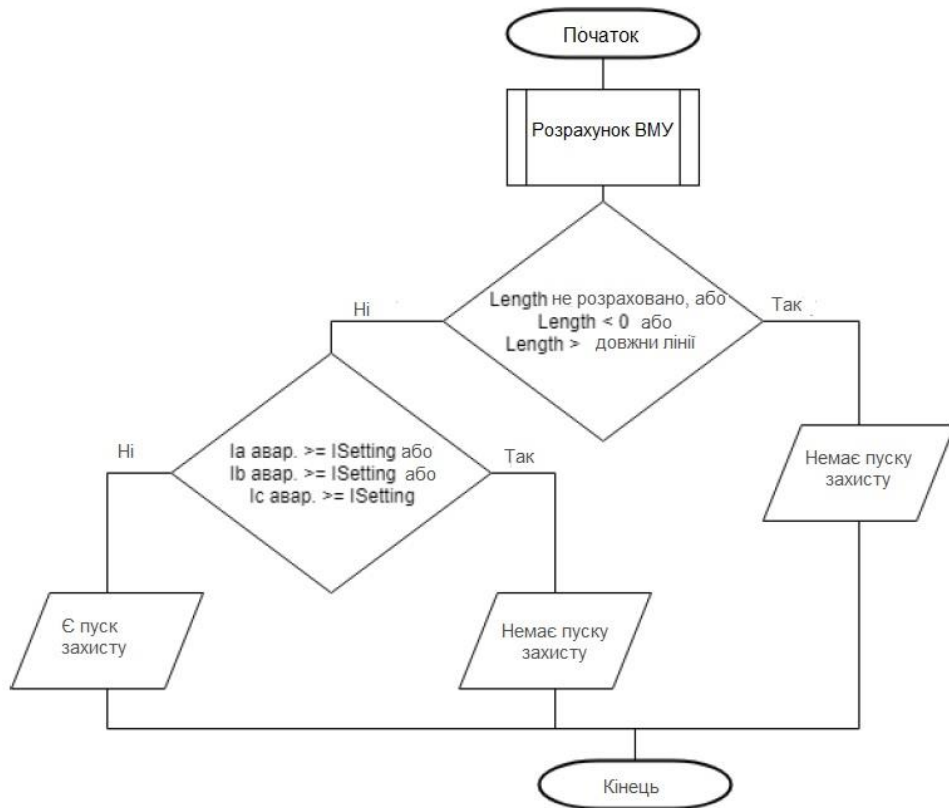 Початок
Розрахунок ВМУ
Length не розраховано, або
Length < 0 або
Length > довжни лінії
Ні
Так
Ia авар. >= ISetting або
Ib авар. >= ISetting або
Ic авар. >= ISetting
Ні
Так
Немає пуску
захисту
Є пуск
захисту
Немає пуску
захисту
Кінець